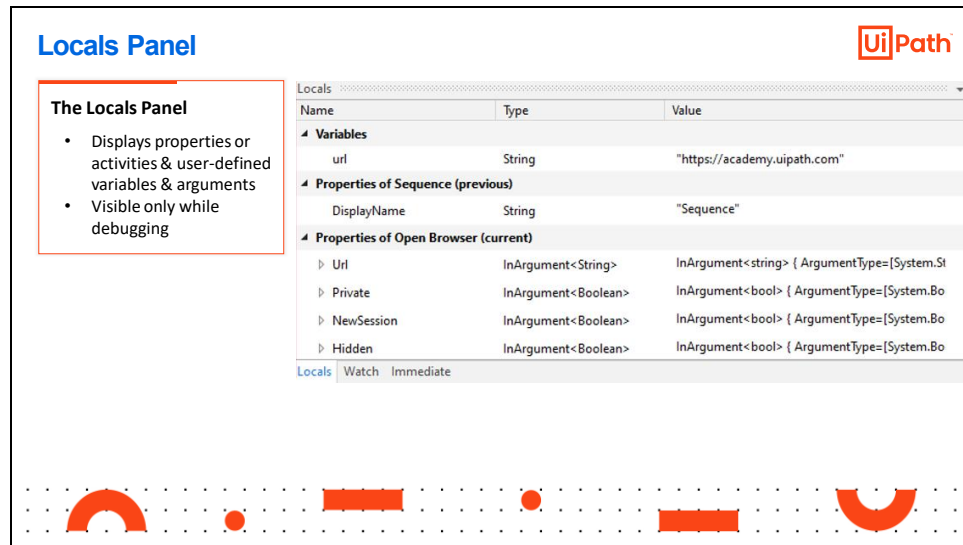 Locals Panel
UiPath
The Locals Panel
• Displays properties or
activities & user-defined
variables & arguments
• Visible only while
debugging
Locals
Name Type Value
Variables
url String "https://academy.uipath.com"
Properties of Sequence (previous)
DisplayName String "Sequence"
Properties of Open Browser (current)
Url InArgument<String> InArgument<string> { ArgumentType=[System.St
Private InArgument<Boolean> InArgument<bool> { ArgumentType=[System.Bo
NewSession InArgument<Boolean> InArgument<bool> { ArgumentType=[System.Bo
Hidden InArgument<Boolean> InArgument<bool> { ArgumentType=[System.Bo
Locals Watch Immediate